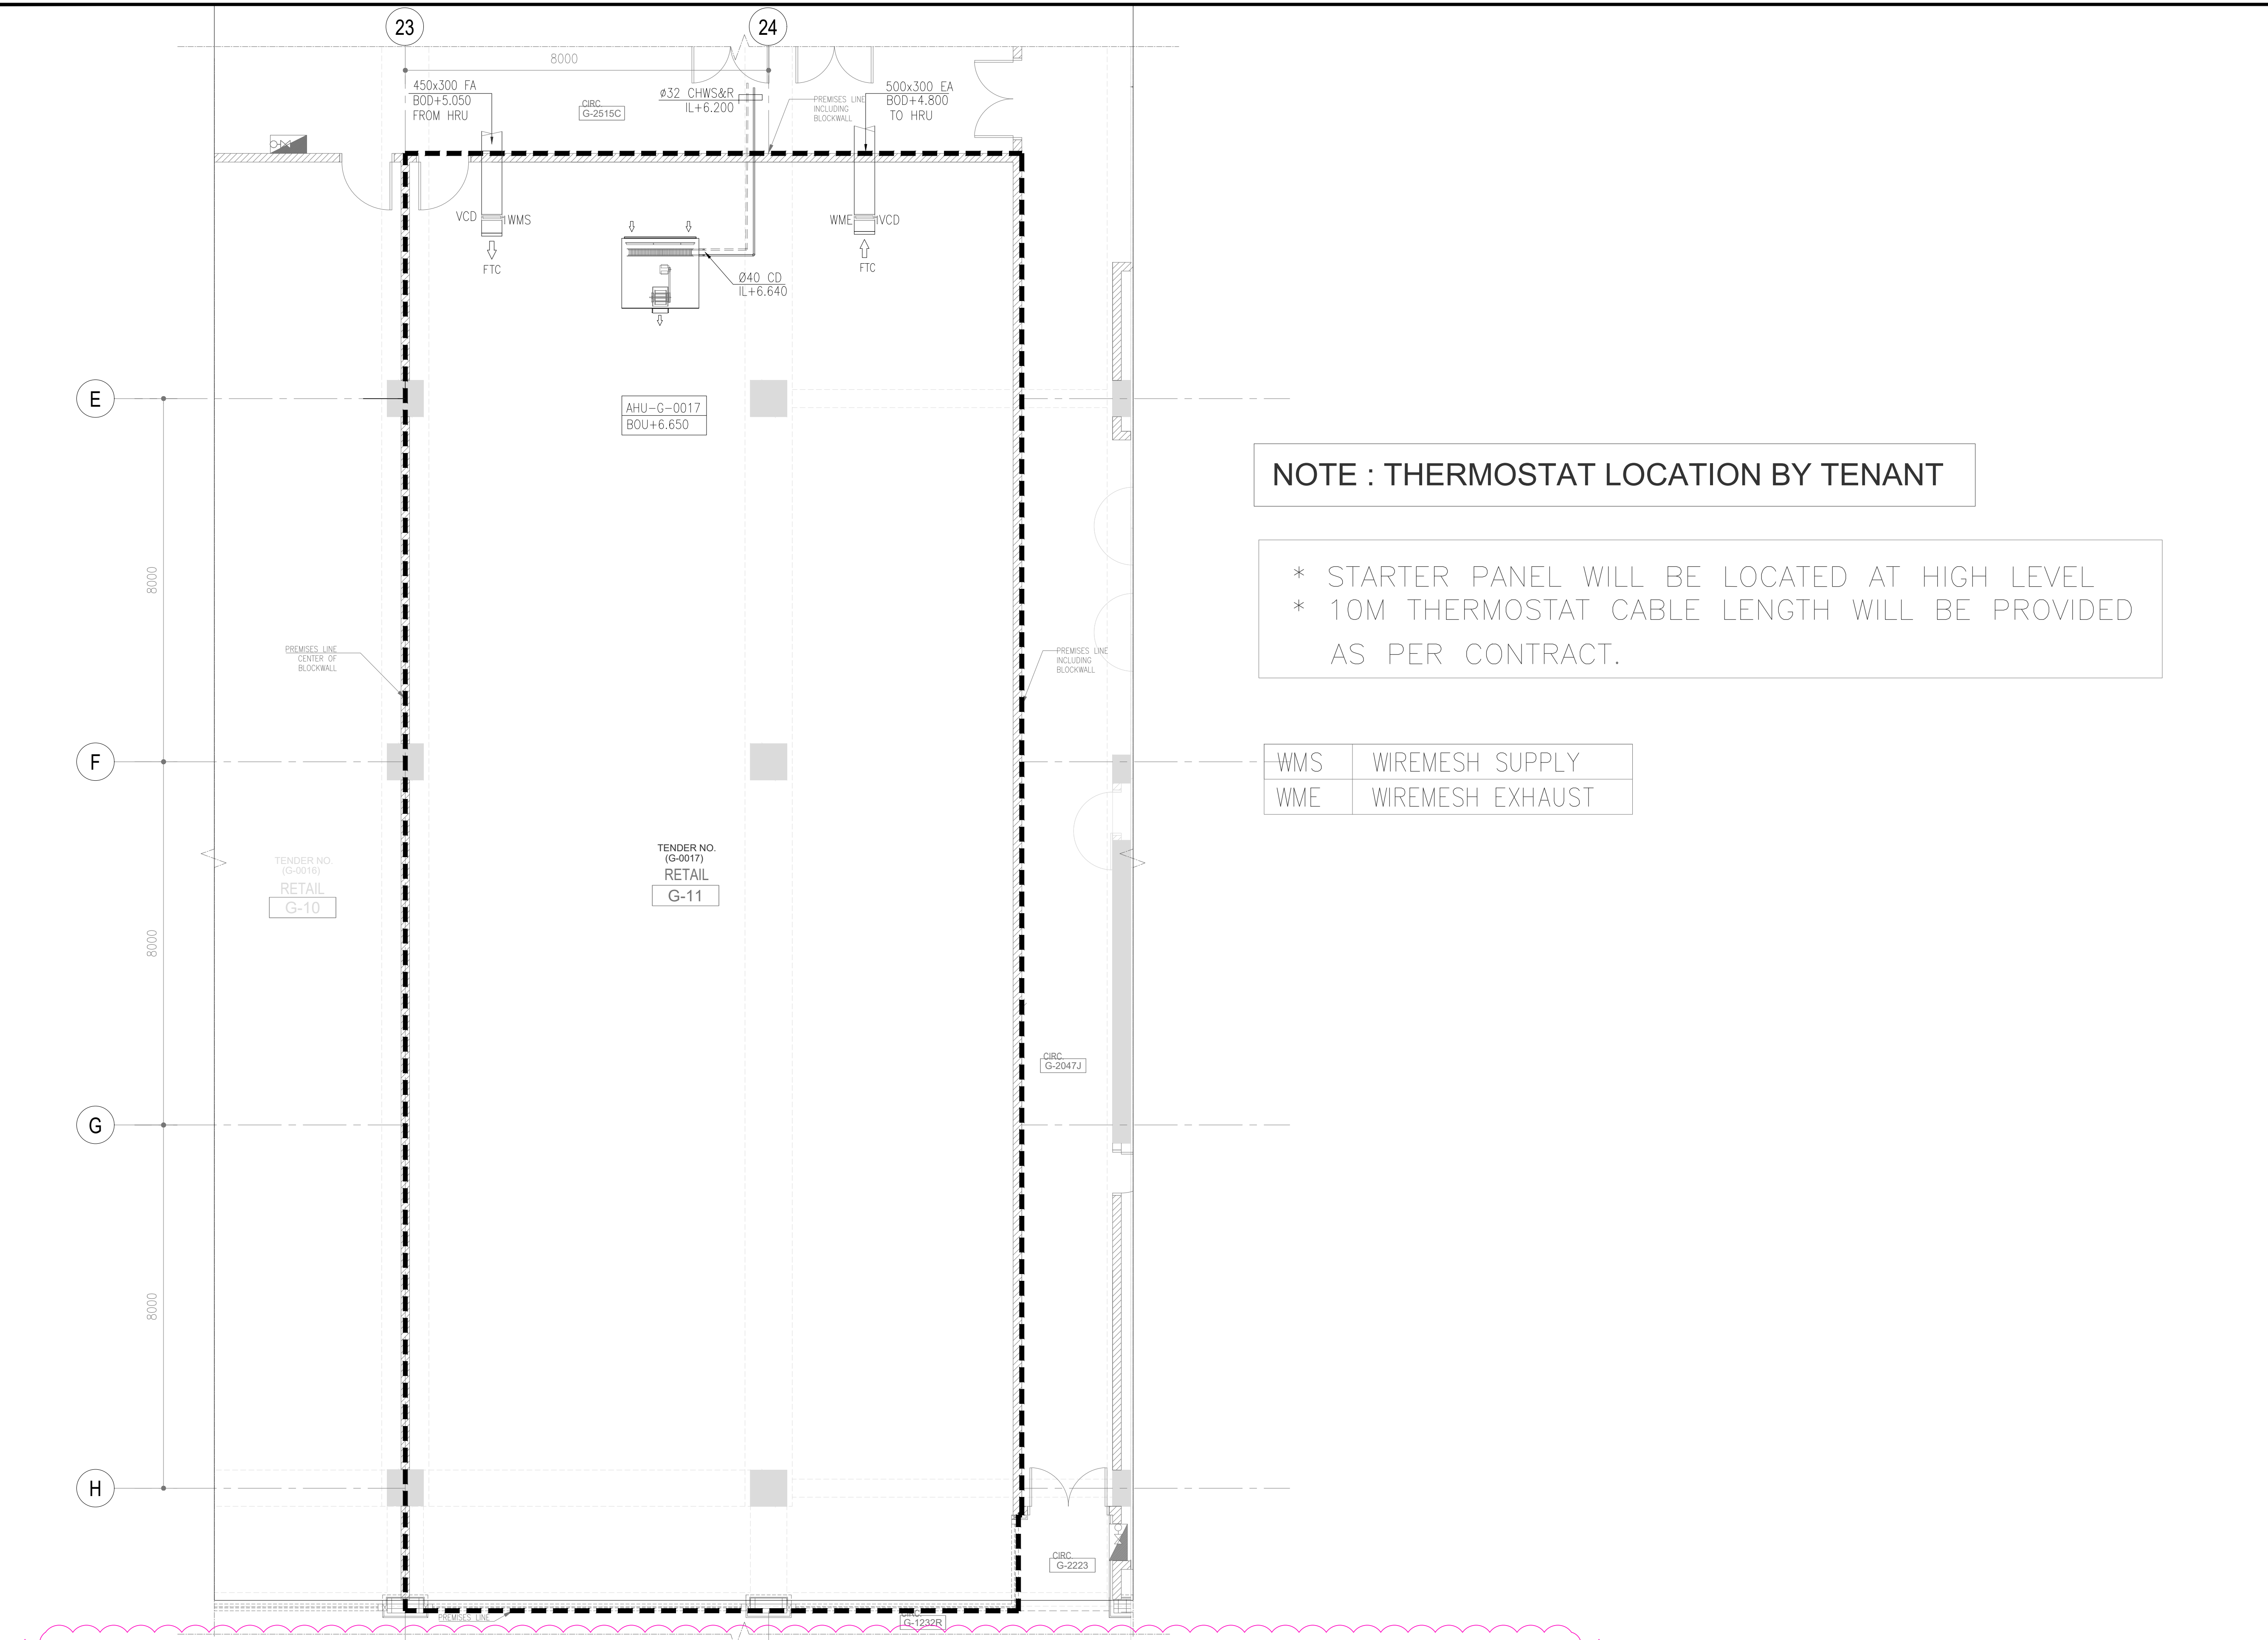 23
24
8000
450x300 FA
BOD+5.050
FROM HRU
CIRC.
G-2515C
Ø32 CHWS&R
IL+6.200
PREMISES LINE
INCLUDING
BLOCKWALL
500x300 EA
BOD+4.800
TO HRU
VCD
WMS
FTC
WME
VCD
FTC
Ø40 CD
IL+6.640
E
AHU-G-0017
BOU+6.650
NOTE : THERMOSTAT LOCATION BY TENANT
* STARTER PANEL WILL BE LOCATED AT HIGH LEVEL
* 10M THERMOSTAT CABLE LENGTH WILL BE PROVIDED
AS PER CONTRACT.
8000
PREMISES LINE
CENTER OF
BLOCKWALL
PREMISES LINE
INCLUDING
BLOCKWALL
F
WMS WIREMESH SUPPLY
WME WIREMESH EXHAUST
TENDER NO.
(G-0016)
RETAIL
G-10
TENDER NO.
(G-0017)
RETAIL
G-11
8000
CIRC.
G-2047J
G
8000
H
CIRC.
G-2223
PREMISES LINE
CIRC.
G-1232R